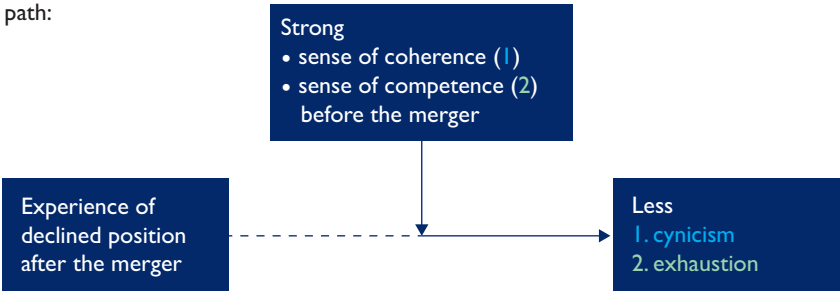 path:
Strong
• sense of coherence (1)
• sense of competence (2)
before the merger
Experience of
declined position
after the merger
Less
1. cynicism
2. exhaustion